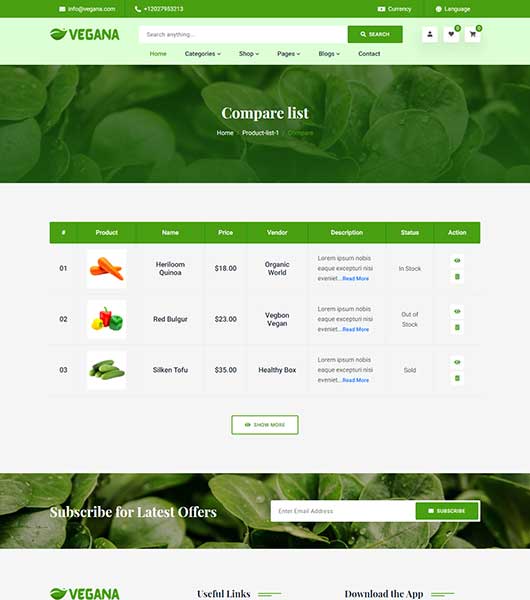 info@vegana.com +12027953213 Currency Language
VEGANA Search anything... SEARCH 0 0
Home Categories Shop Pages Blogs Contact
Compare list
Home / Product-list-1 / Compare
# Product Name Price Vendor Description Status Action
01 Heriloom Quinoa $18.00 Organic World Lorem ipsum nobis eaque excepturi nisi eveniet...Read More In Stock
02 Red Bulgur $23.00 Vegbon Vegan Lorem ipsum nobis eaque excepturi nisi eveniet...Read More Out of Stock
03 Silken Tofu $35.00 Healthy Box Lorem ipsum nobis eaque excepturi nisi eveniet...Read More Sold
SHOW MORE
Subscribe for Latest Offers Enter Email Address SUBSCRIBE
VEGANA Useful Links Download the App